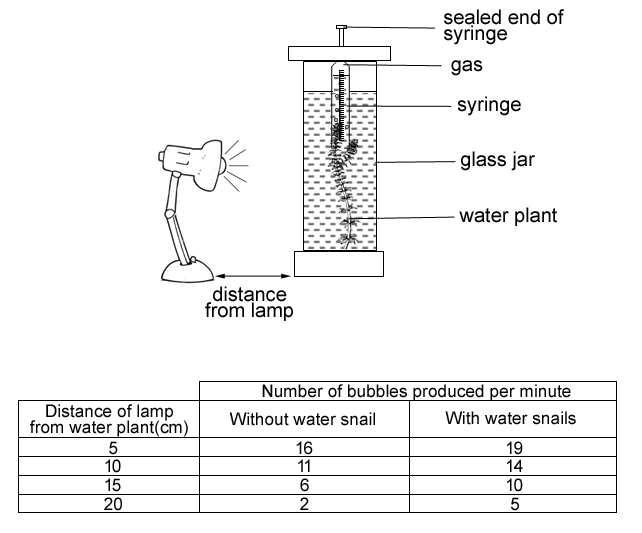 sealed end of
syringe
gas
syringe
glass jar
water plant
distance
from lamp
Number of bubbles produced per minute
Distance of lamp
from water plant(cm)
Without water snail
With water snails
5 16 19
10 11 14
15 6 10
20 2 5